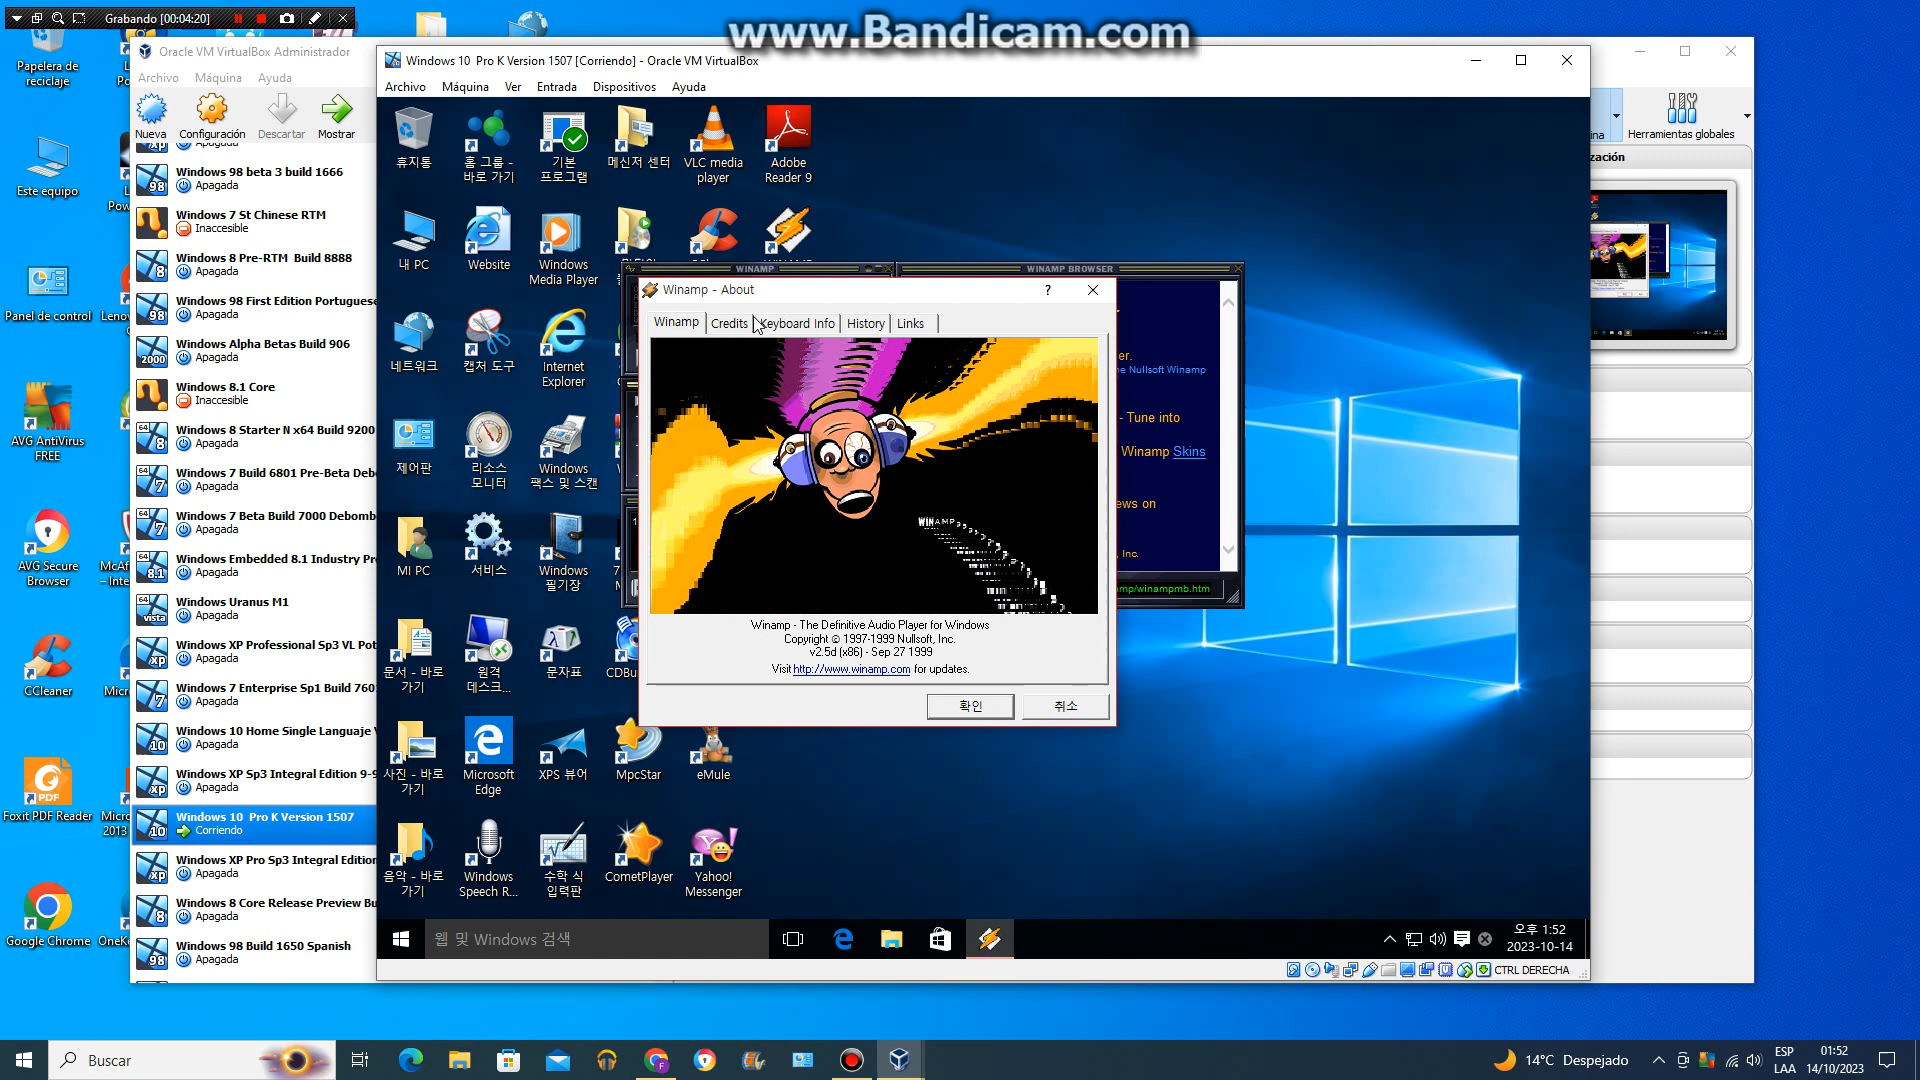 Grabando [00:04:20]
www.Bandicam.com
Papelera de
reciclaje
Este equipo
Panel de control
AVG AntiVirus
FREE
AVG Secure
Browser
CCleaner
Foxit PDF Reader
Google Chrome
Oracle VM VirtualBox Administrador
Archivo Máquina Ayuda
Nueva Configuración Descartar Mostrar
Apagada
Windows 98 beta 3 build 1666
Apagada
Windows 7 St Chinese RTM
Inaccesible
Windows 8 Pre-RTM Build 8888
Apagada
Windows 98 First Edition Portuguese
Apagada
Windows Alpha Betas Build 906
Apagada
Windows 8.1 Core
Inaccesible
Windows 8 Starter N x64 Build 9200
Apagada
Windows 7 Build 6801 Pre-Beta Deb
Apagada
Windows 7 Beta Build 7000 Debomb
Apagada
Windows Embedded 8.1 Industry Pr
Apagada
Windows Uranus M1
Apagada
Windows XP Professional Sp3 VL Pot
Apagada
Windows 7 Enterprise Sp1 Build 760
Apagada
Windows 10 Home Single Languaje
Apagada
Windows XP Sp3 Integral Edition 9-9
Apagada
Windows 10 Pro K Version 1507
Corriendo
Windows XP Pro Sp3 Integral Edition
Apagada
Windows 8 Core Release Preview Bu
Apagada
Windows 98 Build 1650 Spanish
Apagada
Windows 10 Pro K Version 1507 [Corriendo] - Oracle VM VirtualBox
Archivo Máquina Ver Entrada Dispositivos Ayuda
휴지통
홈 그룹 -
바로 가기
기본
프로그램
메신저 센터
VLC media
player
Adobe
Reader 9
내 PC
Website
Windows
Media Player
네트워크
캡처 도구
Internet
Explorer
제어판
리소스
모니터
Windows
팩스 및 스캔
MI PC
서비스
Windows
필기장
문서 - 바로
가기
원격
데스크...
문자표
CDBu
사진 - 바로
가기
Microsoft
Edge
XPS 뷰어
MpcStar
eMule
음악 - 바로
가기
Windows
Speech R...
수학 식
입력판
CometPlayer
Yahoo!
Messenger
WINAMP
WINAMP BROWSER
Winamp - About
Winamp Credits Keyboard Info History Links
WINAMP
Winamp - The Definitive Audio Player for Windows
Copyright © 1997-1999 Nullsoft, Inc.
v2.5d (x86) - Sep 27 1999
Visit http://www.winamp.com for updates.
확인 취소
er.
he Nullsoft Winamp
- Tune into
Winamp Skins
ews on
Inc.
mp/winampmb.htm
웹 및 Windows 검색
오후 1:52
2023-10-14
CTRL DERECHA
ina
Herramientas globales
zación
Buscar
14°C Despejado
ESP
LAA
01:52
14/10/2023